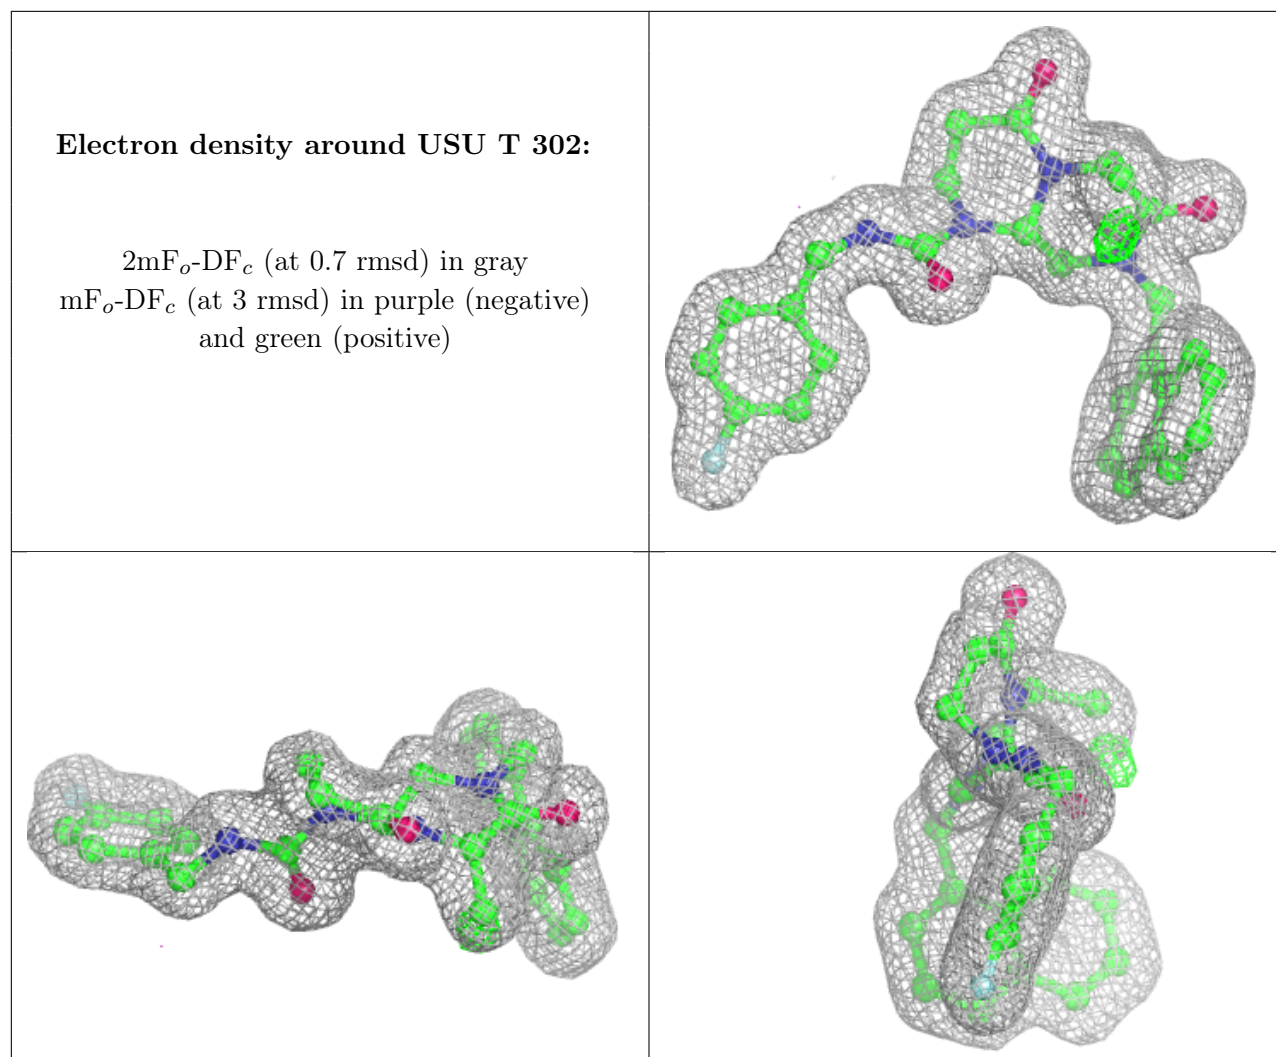 Electron density around USU T 302:
2mFo-DFc (at 0.7 rmsd) in gray
mFo-DFc (at 3 rmsd) in purple (negative)
and green (positive)